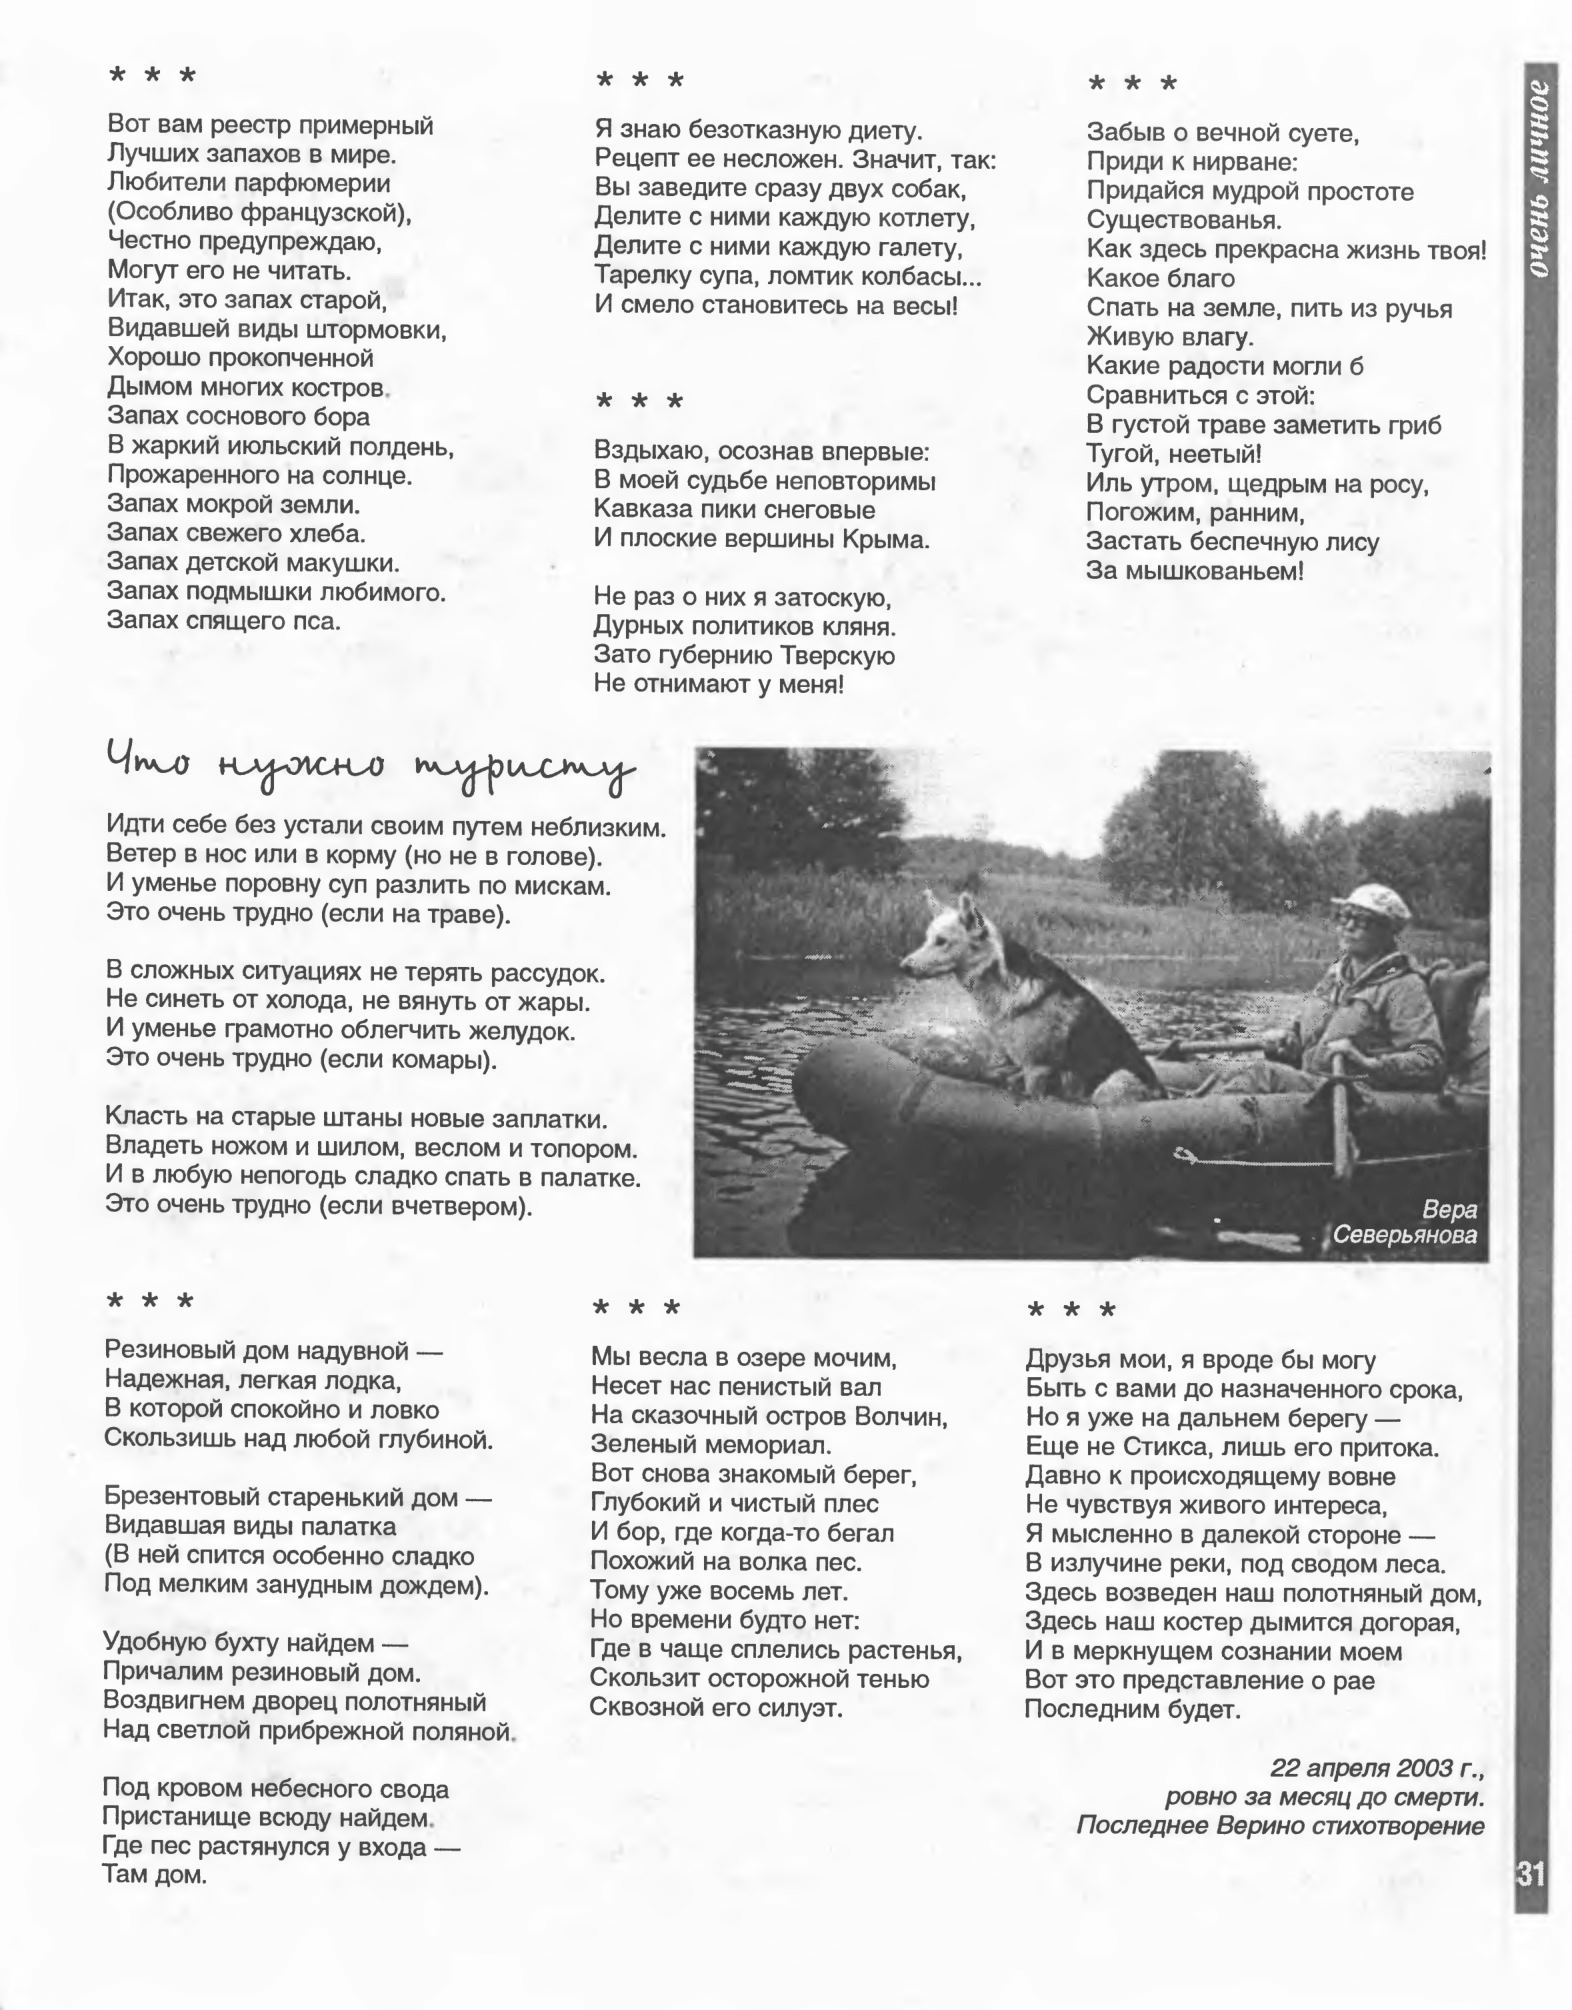 * * *
Вот вам реестр примерный
Лучших запахов в мире.
Любители парфюмерии
(Особливо французской),
Честно предупреждаю,
Могут его не читать.
Итак, это запах старой,
Видавшей виды штормовки,
Хорошо прокопченной
Дымом многих костров.
Запах соснового бора
В жаркий июльский полдень,
Прожаренного на солнце.
Запах мокрой земли.
Запах свежего хлеба.
Запах детской макушки.
Запах подмышки любимого.
Запах спящего пса.
* * *
Я знаю безотказную диету.
Рецепт ее несложен. Значит, так:
Вы заведите сразу двух собак,
Делите с ними каждую котлету,
Делите с ними каждую галету,
Тарелку супа, ломтик колбасы...
И смело становитесь на весы!
* * *
Вздыхаю, осознав впервые:
В моей судьбе неповторимы
Кавказа пики снеговые
И плоские вершины Крыма.
Не раз о них я затоскую,
Дурных политиков кляня.
Зато губернию Тверскую
Не отнимают у меня!
* * *
Забыв о вечной суете,
Приди к нирване:
Придайся мудрой простоте
Существованья.
Как здесь прекрасна жизнь твоя!
Какое благо
Спать на земле, пить из ручья
Живую влагу.
Какие радости могли б
Сравниться с этой:
В густой траве заметить гриб
Тугой, неетый!
Иль утром, щедрым на росу,
Погожим, ранним,
Застать беспечную лису
За мышкованьем!
очень личное
Что нужно туристу
Идти себе без устали своим путем неблизким.
Ветер в нос или в корму (но не в голове).
И уменье поровну суп разлить по мискам.
Это очень трудно (если на траве).
В сложных ситуациях не терять рассудок.
Не синеть от холода, не вянуть от жары.
И уменье грамотно облегчить желудок.
Это очень трудно (если комары).
Класть на старые штаны новые заплатки.
Владеть ножом и шилом, веслом и топором.
И в любую непогодь сладко спать в палатке.
Это очень трудно (если вчетвером).
Вера
Северьянова
* * *
Резиновый дом надувной —
Надежная, легкая лодка,
В которой спокойно и ловко
Скользишь над любой глубиной.
Брезентовый старенький дом —
Видавшая виды палатка
(В ней спится особенно сладко
Под мелким занудным дождем).
Удобную бухту найдем —
Причалим резиновый дом.
Воздвигнем дворец полотняный
Над светлой прибрежной поляной.
Под кровом небесного свода
Пристанище всюду найдем.
Где пес растянулся у входа —
Там дом.
* * *
Мы весла в озере мочим,
Несет нас пенистый вал
На сказочный остров Волчин,
Зеленый мемориал.
Вот снова знакомый берег,
Глубокий и чистый плес
И бор, где когда-то бегал
Похожий на волка пес.
Тому уже восемь лет.
Но времени будто нет:
Где в чаще сплелись растенья,
Скользит осторожной тенью
Сквозной его силуэт.
* * *
Друзья мои, я вроде бы могу
Быть с вами до назначенного срока,
Но я уже на дальнем берегу —
Еще не Стикса, лишь его притока.
Давно к происходящему вовне
Не чувствуя живого интереса,
Я мысленно в далекой стороне —
В излучине реки, под сводом леса.
Здесь возведен наш полотняный дом,
Здесь наш костер дымится догорая,
И в меркнущем сознании моем
Вот это представление о рае
Последним будет.
22 апреля 2003 г.,
ровно за месяц до смерти.
Последнее Верино стихотворение
31